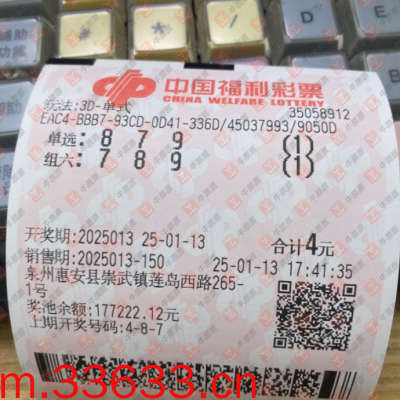 辅助
功能
#
*
/
D
E
中国福利彩票
CHINA WELFARE LOTTERY
玩法:3D-单式
35058912
EAC4-BBB7-93CD-0D41-336D/45037993/9050D
单选: 8 7 9 (1)
组六: 7 8 9 (1)
开奖期:2025013 25-01-13 合计4元
销售期:2025013-150 25-01-13 17:41:35
泉州惠安县崇武镇莲岛西路265-
1号
奖池余额:177222.12元
上期开奖号码:4-8-7
m.33633.cn